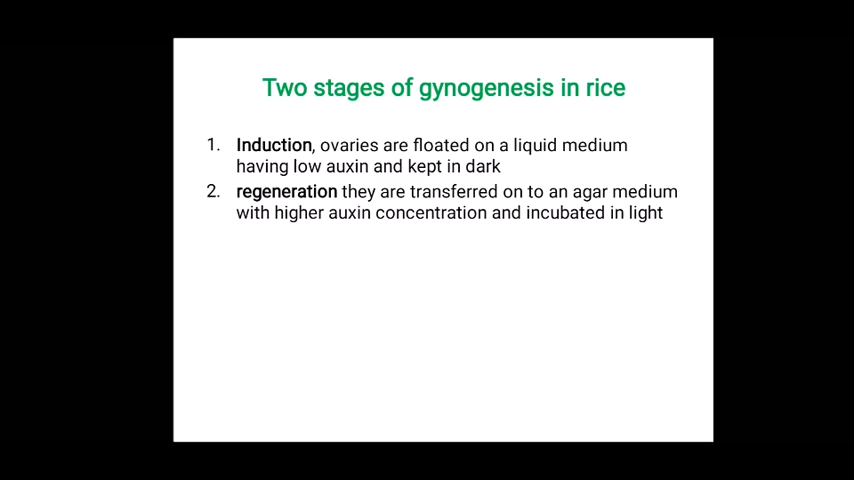 Two stages of gynogenesis in rice
1. Induction, ovaries are floated on a liquid medium
having low auxin and kept in dark
2. regeneration they are transferred on to an agar medium
with higher auxin concentration and incubated in light